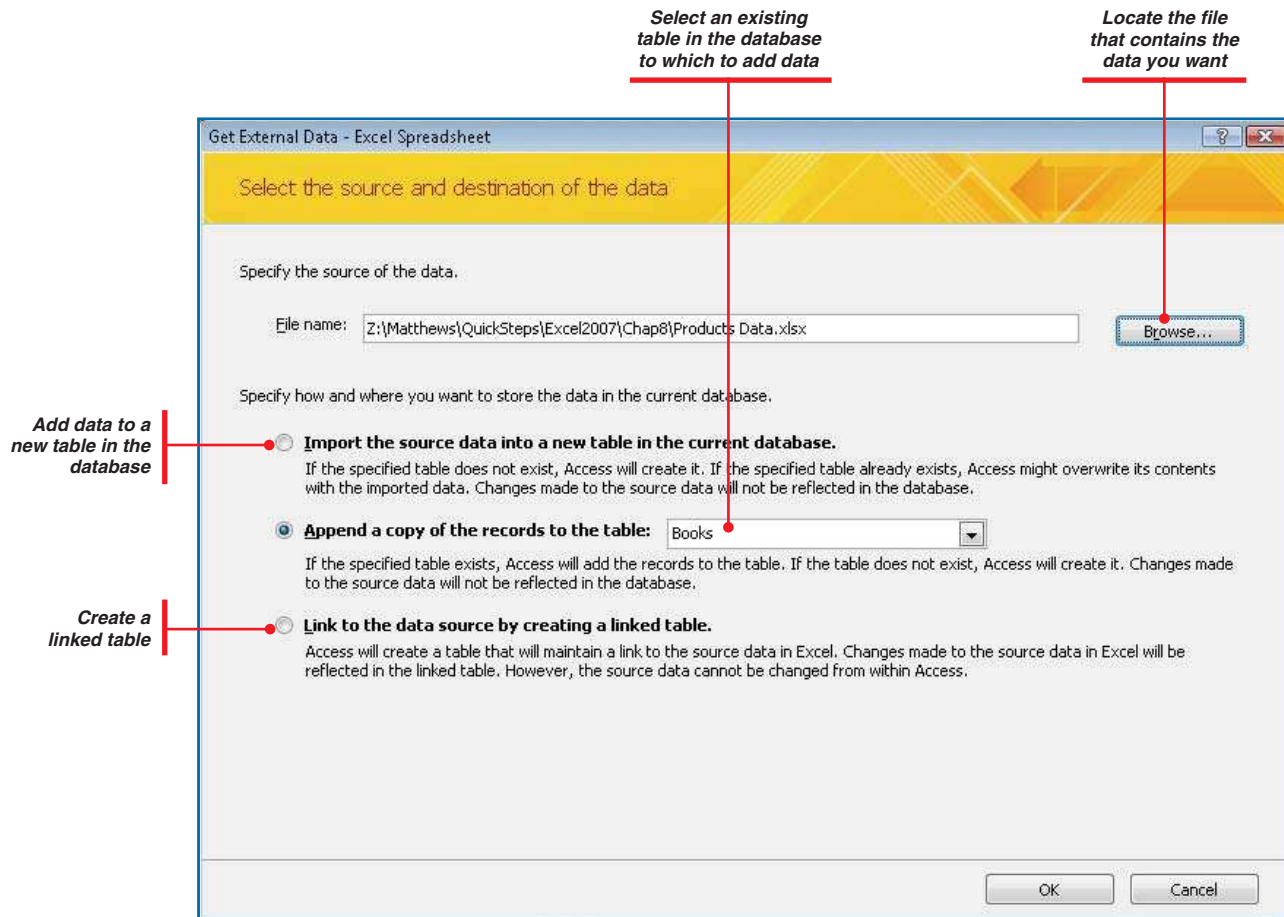 Select an existing
table in the database
to which to add data
Locate the file
that contains the
data you want
Get External Data - Excel Spreadsheet
Select the source and destination of the data
Specify the source of the data.
File name:
Z:\Matthews\QuickSteps\Excel2007\Chap8\Products Data.xlsx
Browse...
Specify how and where you want to store the data in the current database.
Add data to a
new table in the
database
Import the source data into a new table in the current database.
If the specified table does not exist, Access will create it. If the specified table already exists, Access might overwrite its contents
with the imported data. Changes made to the source data will not be reflected in the database.
Append a copy of the records to the table:
Books
If the specified table exists, Access will add the records to the table. If the table does not exist, Access will create it. Changes made
to the source data will not be reflected in the database.
Create a
linked table
Link to the data source by creating a linked table.
Access will create a table that will maintain a link to the source data in Excel. Changes made to the source data in Excel will be
reflected in the linked table. However, the source data cannot be changed from within Access.
OK
Cancel